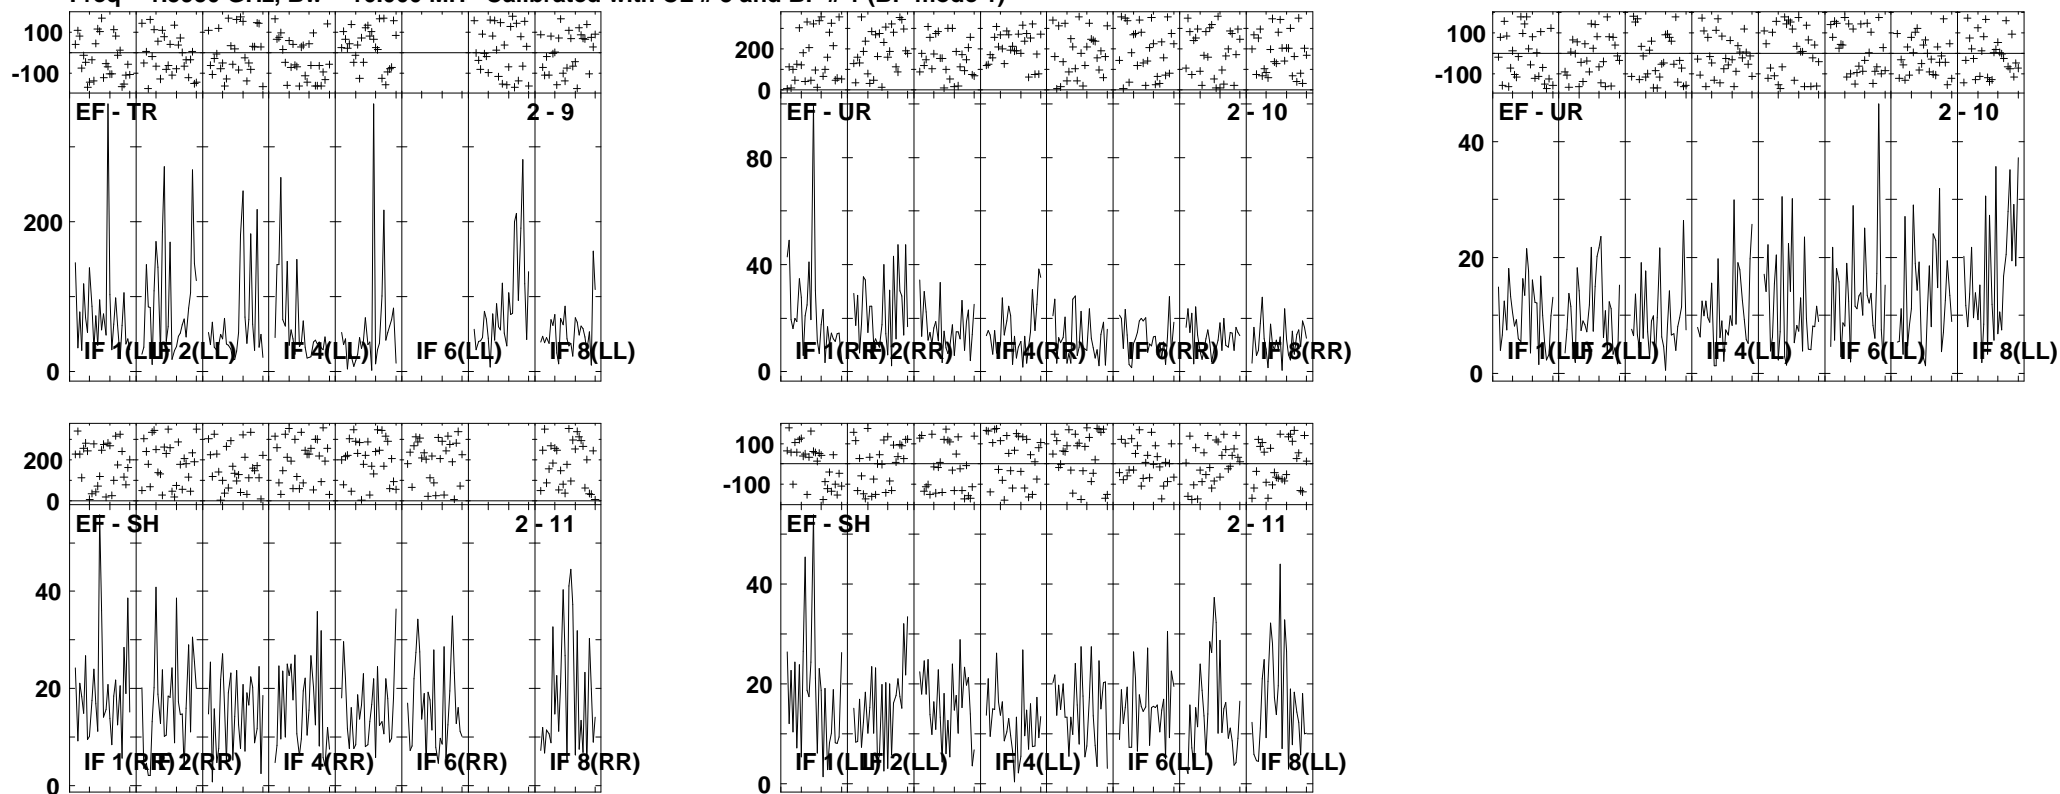 100
-100
EF - TR 2 - 9
200
0
IF 1(LL) IF 2(LL) IF 4(LL) IF 6(LL) IF 8(LL)
200
0
EF - UR 2 - 10
80
40
0
IF 1(RR) IF 2(RR) IF 4(RR) IF 6(RR) IF 8(RR)
100
-100
EF - UR 2 - 10
40
20
0
IF 1(LL) IF 2(LL) IF 4(LL) IF 6(LL) IF 8(LL)
200
0
EF - SH 2 - 11
40
20
0
IF 1(RR) IF 2(RR) IF 4(RR) IF 6(RR) IF 8(RR)
100
-100
EF - SH 2 - 11
40
20
0
IF 1(LL) IF 2(LL) IF 4(LL) IF 6(LL) IF 8(LL)